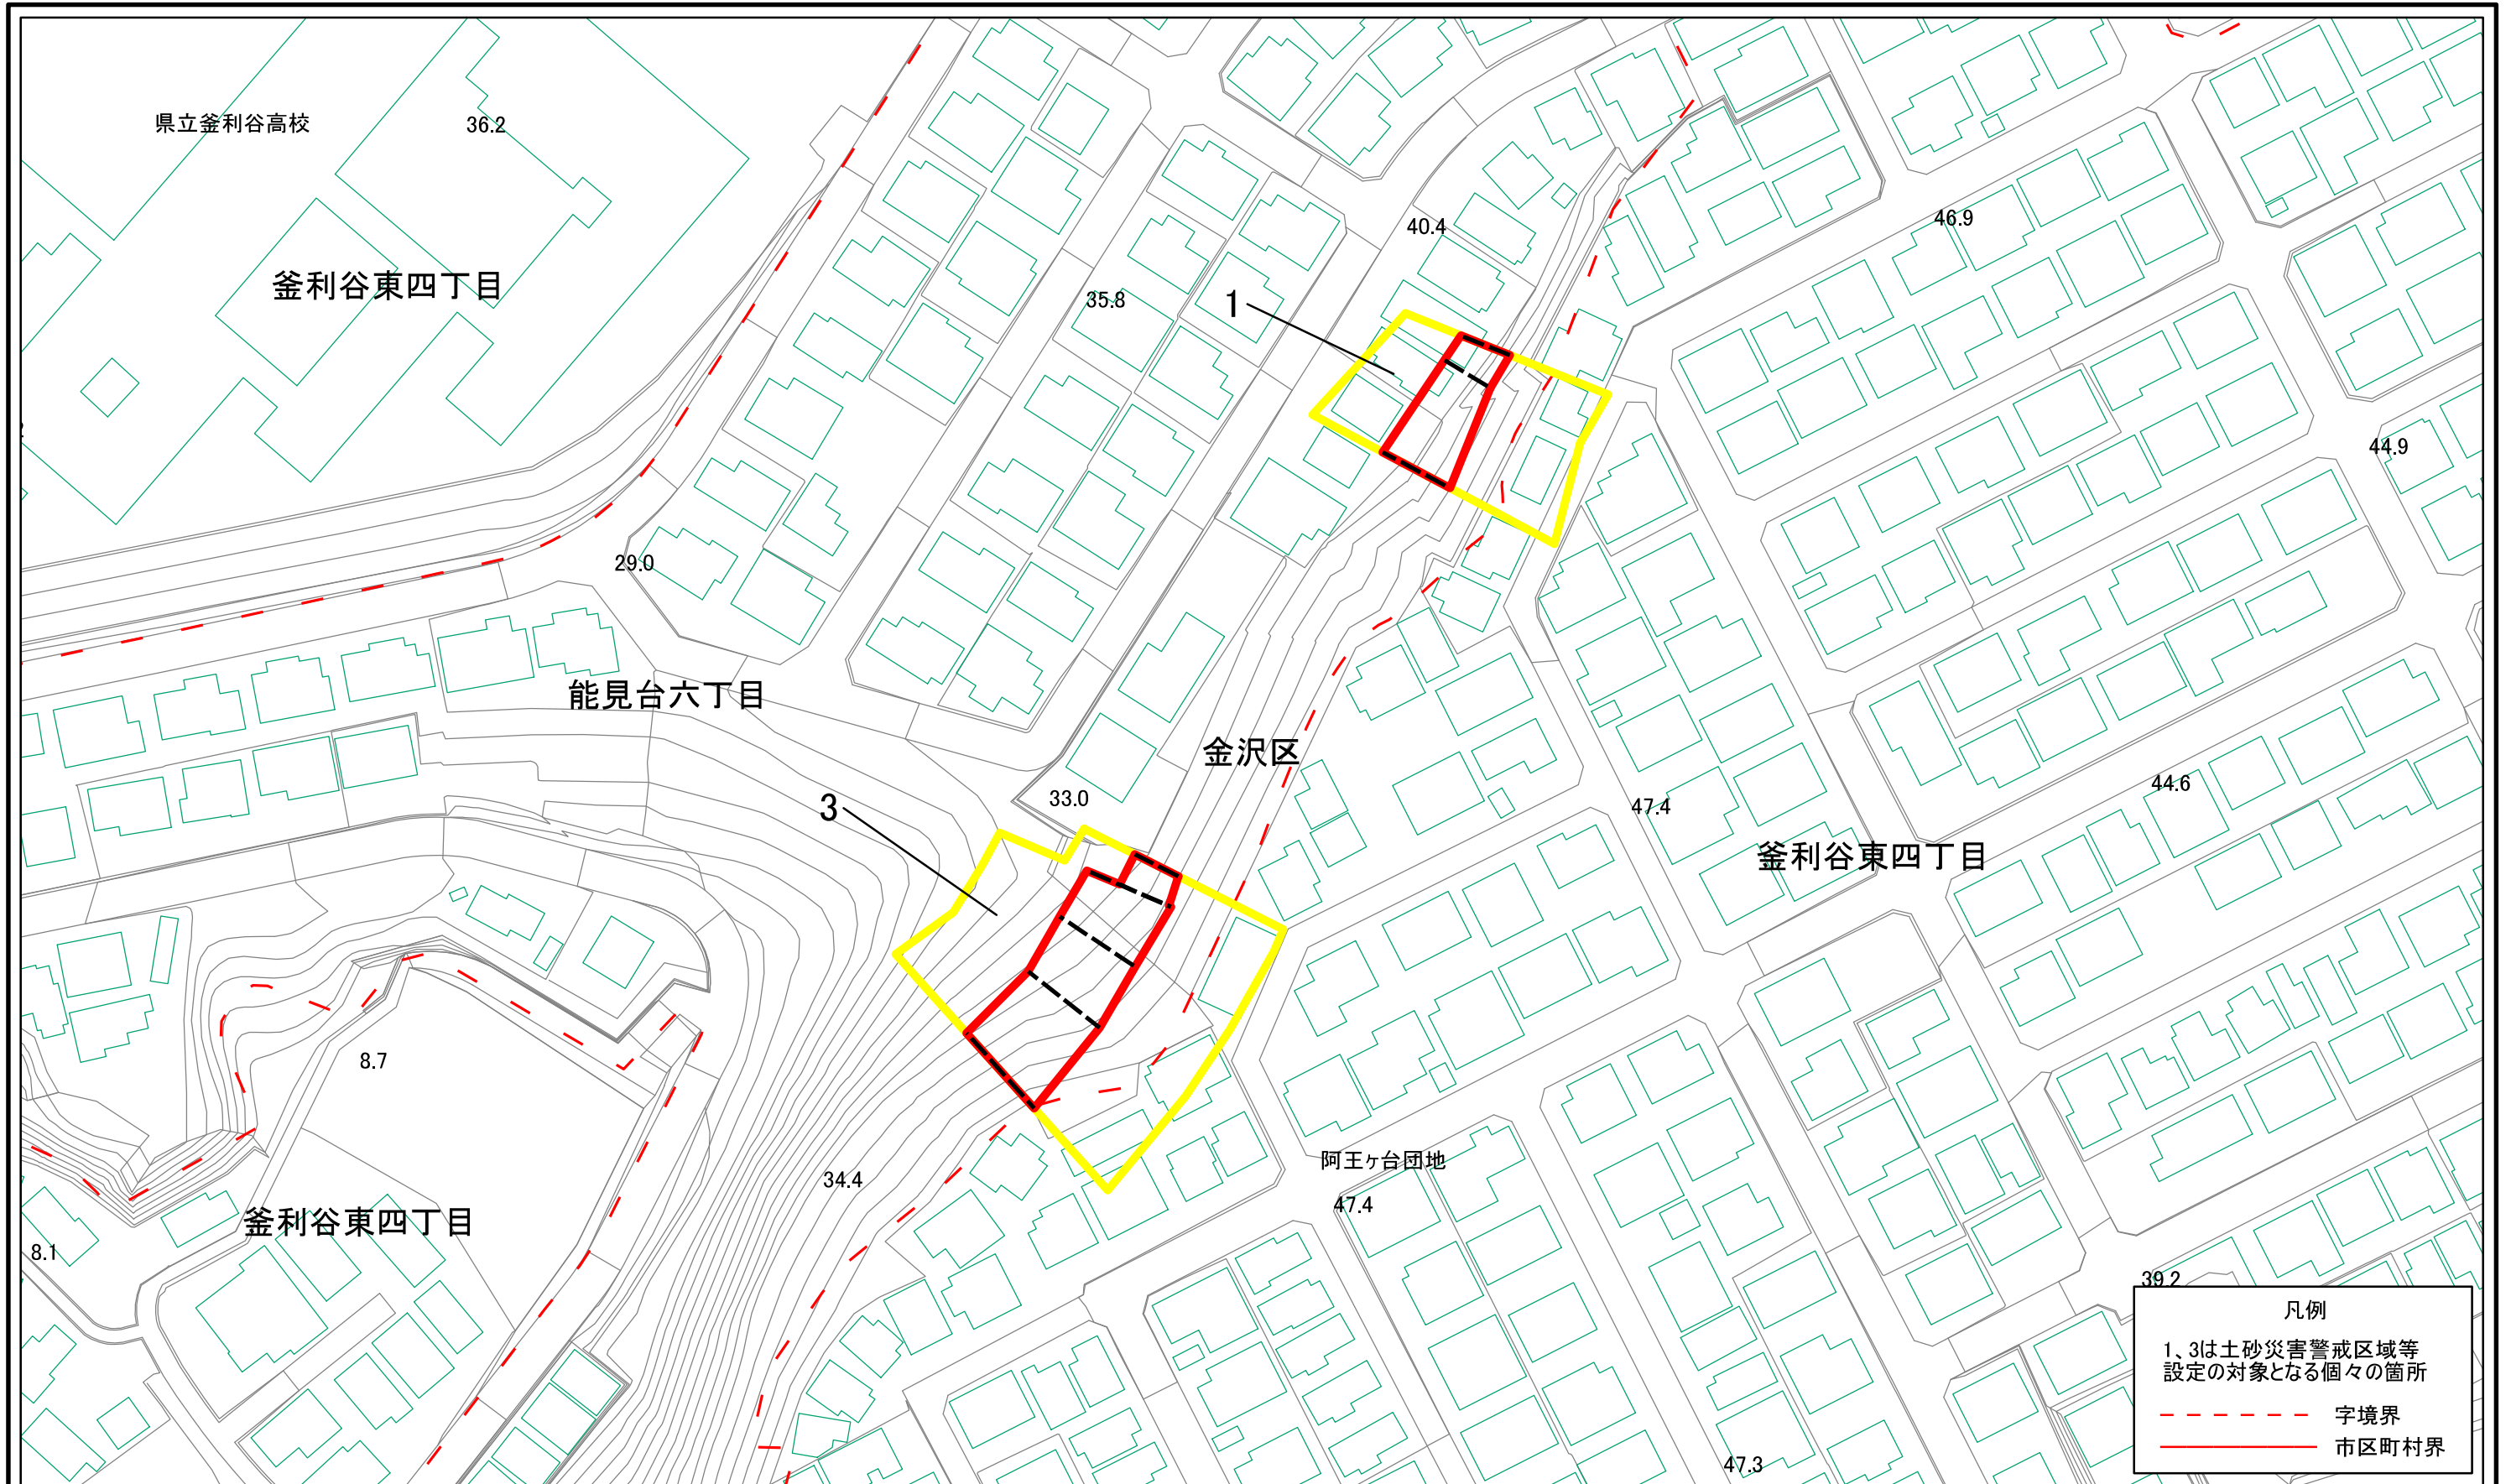 県立釜利谷高校
36.2
釜利谷東四丁目
40.4
46.9
35.8
1
44.9
29.0
能見台六丁目
金沢区
33.0
3
47.4
44.6
釜利谷東四丁目
8.7
34.4
阿王ヶ台団地
47.4
釜利谷東四丁目
8.1
39.2
47.3
凡例
1、3は土砂災害警戒区域等
設定の対象となる個々の箇所
字境界
市区町村界